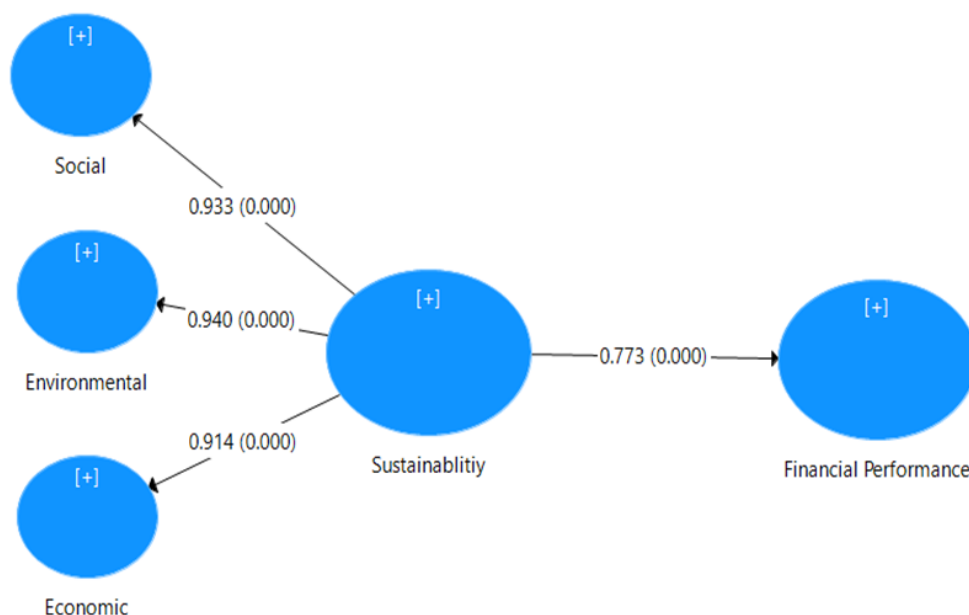 [+]
Social
0.933 (0.000)
[+]
Environmental
0.940 (0.000)
[+]
Economic
0.914 (0.000)
[+]
Sustainablitiy
0.773 (0.000)
[+]
Financial Performance